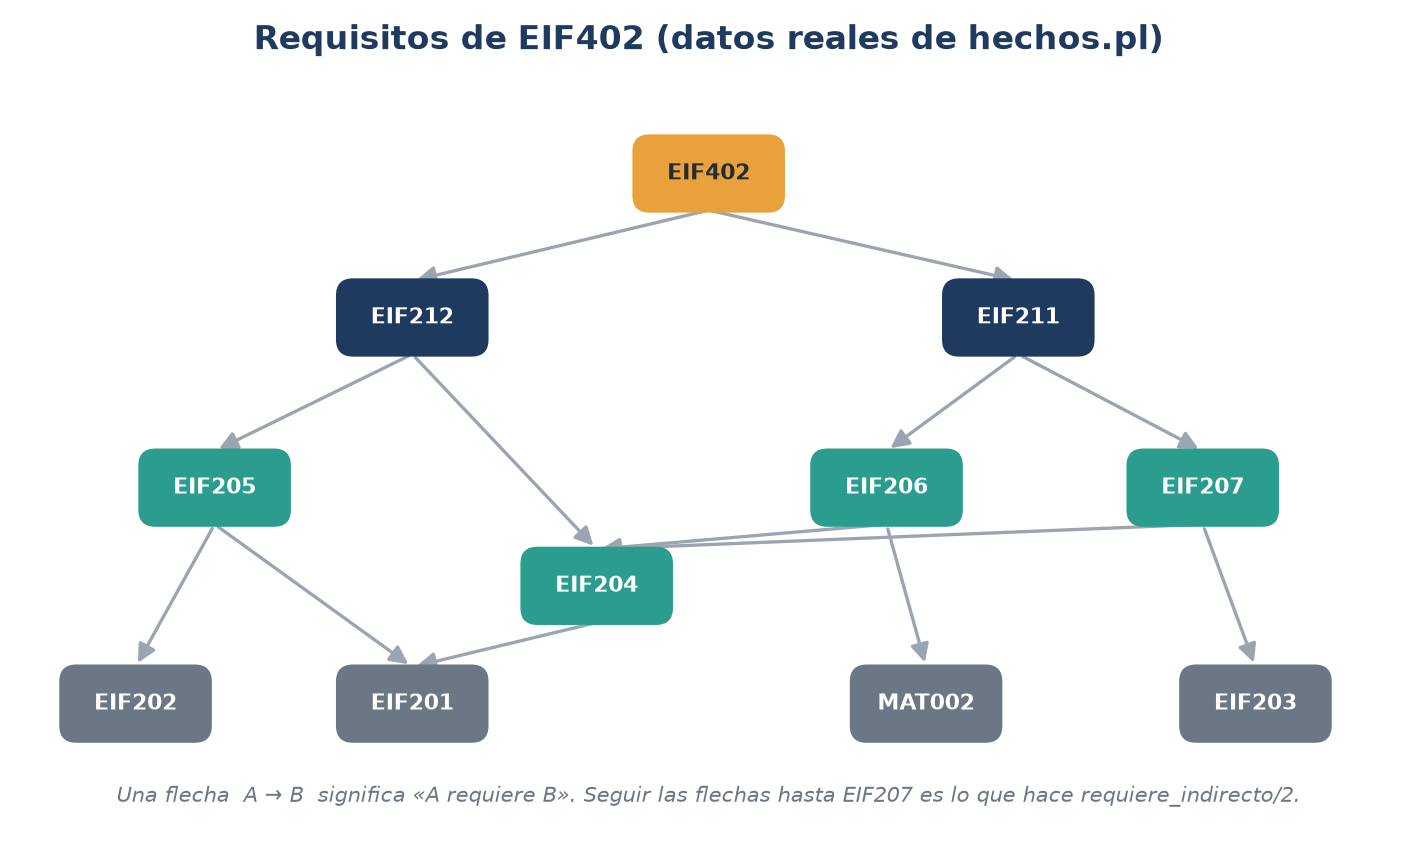 Requisitos de EIF402 (datos reales de hechos.pl)
EIF402
EIF212
EIF211
EIF205
EIF206
EIF207
EIF204
EIF202
EIF201
MAT002
EIF203
Una flecha A → B significa «A requiere B». Seguir las flechas hasta EIF207 es lo que hace requiere_indirecto/2.